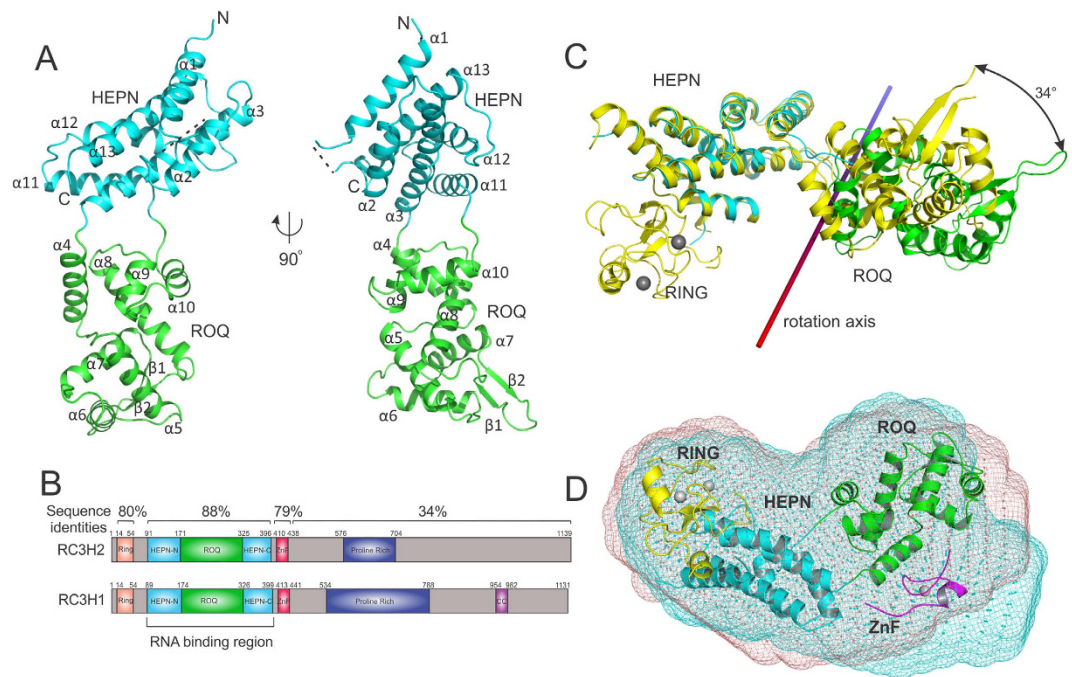 A
N
α1
HEPN
α3
α12
α13
α11
C
α2
α4
α8
α9
α10
ROQ
α7
β1
β2
α6
α5
90°
N
α1
α13
HEPN
α12
C
α11
α2
α3
α4
α10
α9
α8
ROQ
α5
α7
β2
α6
β1
C
HEPN
34°
RING
ROQ
rotation axis
B
Sequence identities
80% 88% 79% 34%
1 14 54 91 171 325 396 410 438 576 704 1139
RC3H2 Ring HEPN-N ROQ HEPN-C ZnF Proline Rich
1 14 54 89 174 326 399 413 441 534 788 954 982 1131
RC3H1 Ring HEPN-N ROQ HEPN-C ZnF Proline Rich CC
RNA binding region
D
RING
HEPN
ROQ
ZnF